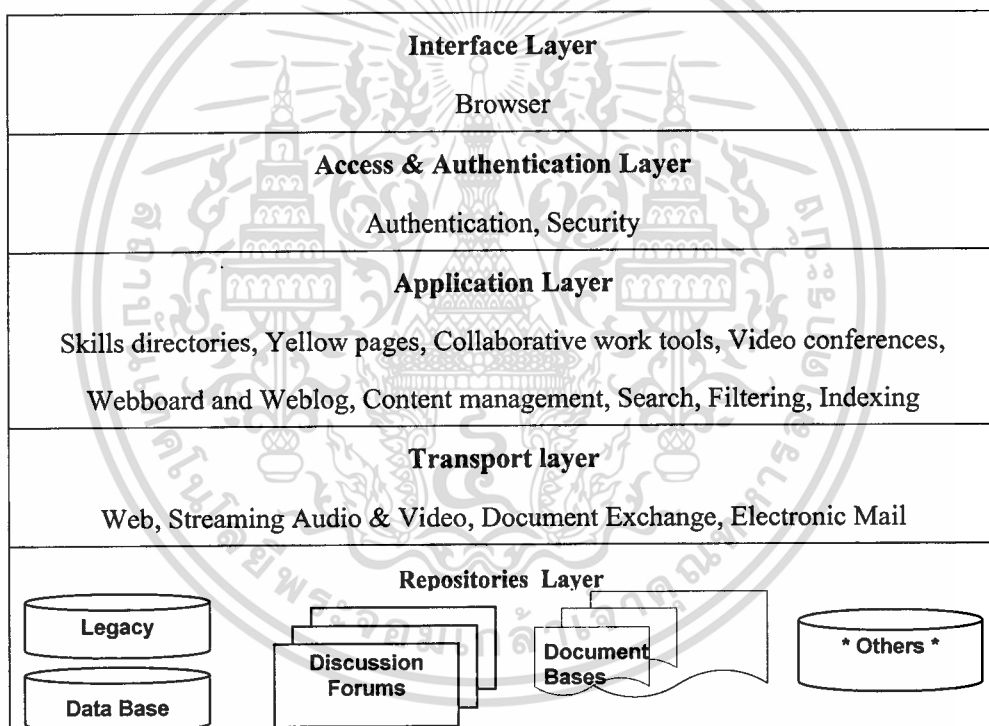 Interface Layer
Browser
Access & Authentication Layer
Authentication, Security
Application Layer
Skills directories, Yellow pages, Collaborative work tools, Video conferences,
Webboard and Weblog, Content management, Search, Filtering, Indexing
Transport layer
Web, Streaming Audio & Video, Document Exchange, Electronic Mail
Repositories Layer
Legacy
Data Base
Discussion
Forums
Document
Bases
* Others *